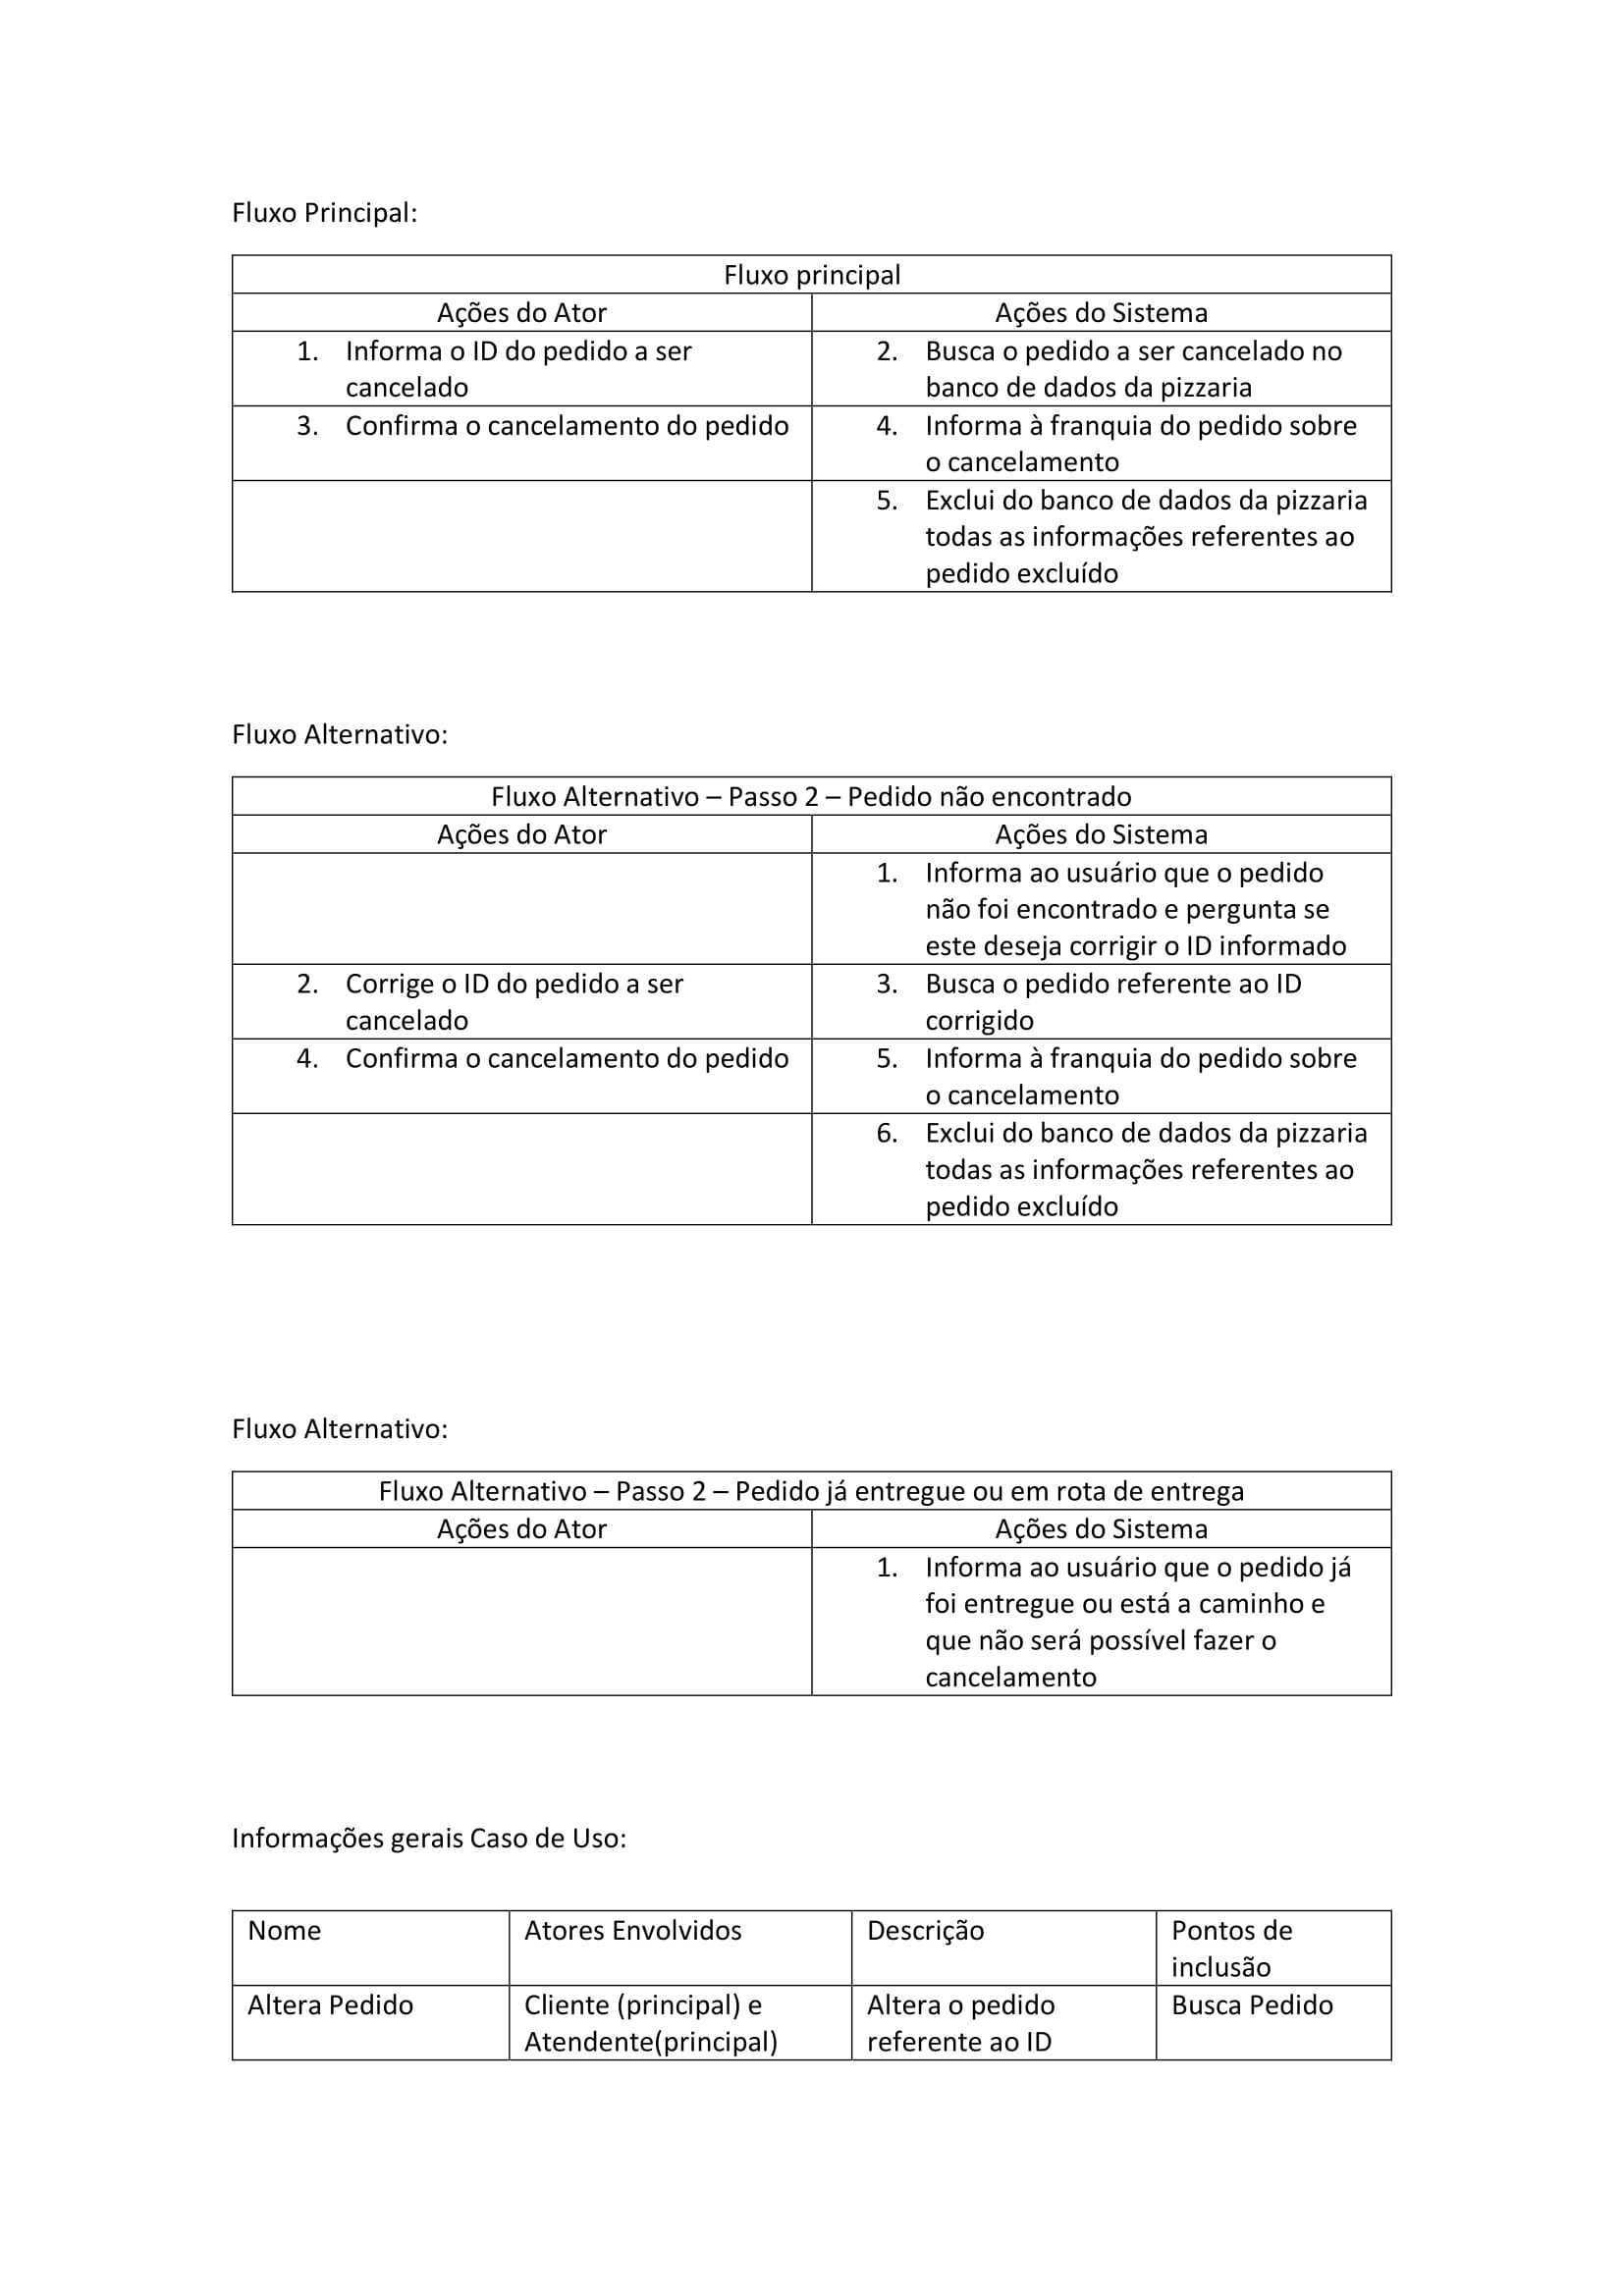 Fluxo Principal:
Fluxo principal
Ações do Ator
Ações do Sistema
1. Informa o ID do pedido a ser
cancelado
2. Busca o pedido a ser cancelado no
banco de dados da pizzaria
3. Confirma o cancelamento do pedido
4. Informa à franquia do pedido sobre
o cancelamento
5. Exclui do banco de dados da pizzaria
todas as informações referentes ao
pedido excluído
Fluxo Alternativo:
Fluxo Alternativo – Passo 2 – Pedido não encontrado
Ações do Ator
Ações do Sistema
1. Informa ao usuário que o pedido
não foi encontrado e pergunta se
este deseja corrigir o ID informado
2. Corrige o ID do pedido a ser
cancelado
3. Busca o pedido referente ao ID
corrigido
4. Confirma o cancelamento do pedido
5. Informa à franquia do pedido sobre
o cancelamento
6. Exclui do banco de dados da pizzaria
todas as informações referentes ao
pedido excluído
Fluxo Alternativo:
Fluxo Alternativo – Passo 2 – Pedido já entregue ou em rota de entrega
Ações do Ator
Ações do Sistema
1. Informa ao usuário que o pedido já
foi entregue ou está a caminho e
que não será possível fazer o
cancelamento
Informações gerais Caso de Uso:
Nome
Atores Envolvidos
Descrição
Pontos de
inclusão
Altera Pedido
Cliente (principal) e
Atendente(principal)
Altera o pedido
referente ao ID
Busca Pedido